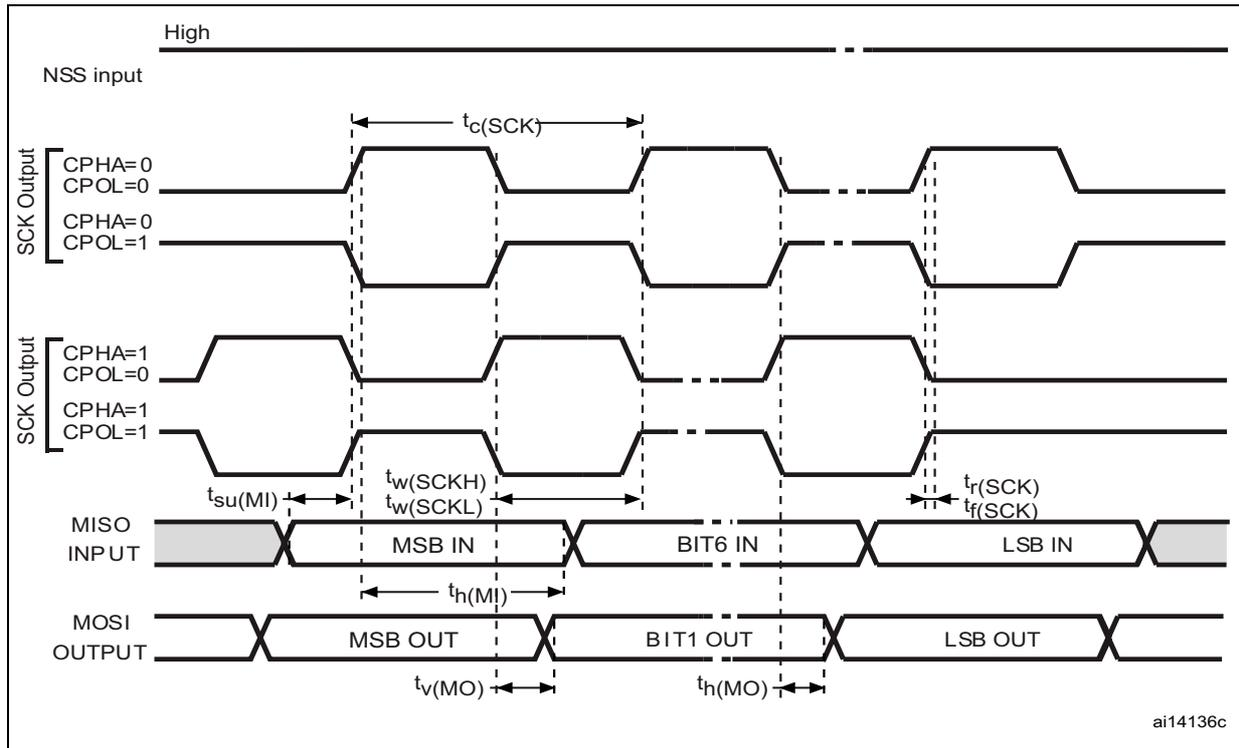 High
NSS input
tc(SCK)
SCK Output
CPHA=0
CPOL=0
CPHA=0
CPOL=1
SCK Output
CPHA=1
CPOL=0
CPHA=1
CPOL=1
tsu(MI)
tw(SCKH)
tw(SCKL)
tr(SCK)
tf(SCK)
MISO
INPUT
MSB IN
BIT6 IN
LSB IN
th(MI)
MOSI
OUTPUT
MSB OUT
BIT1 OUT
LSB OUT
tv(MO)
th(MO)
ai14136c